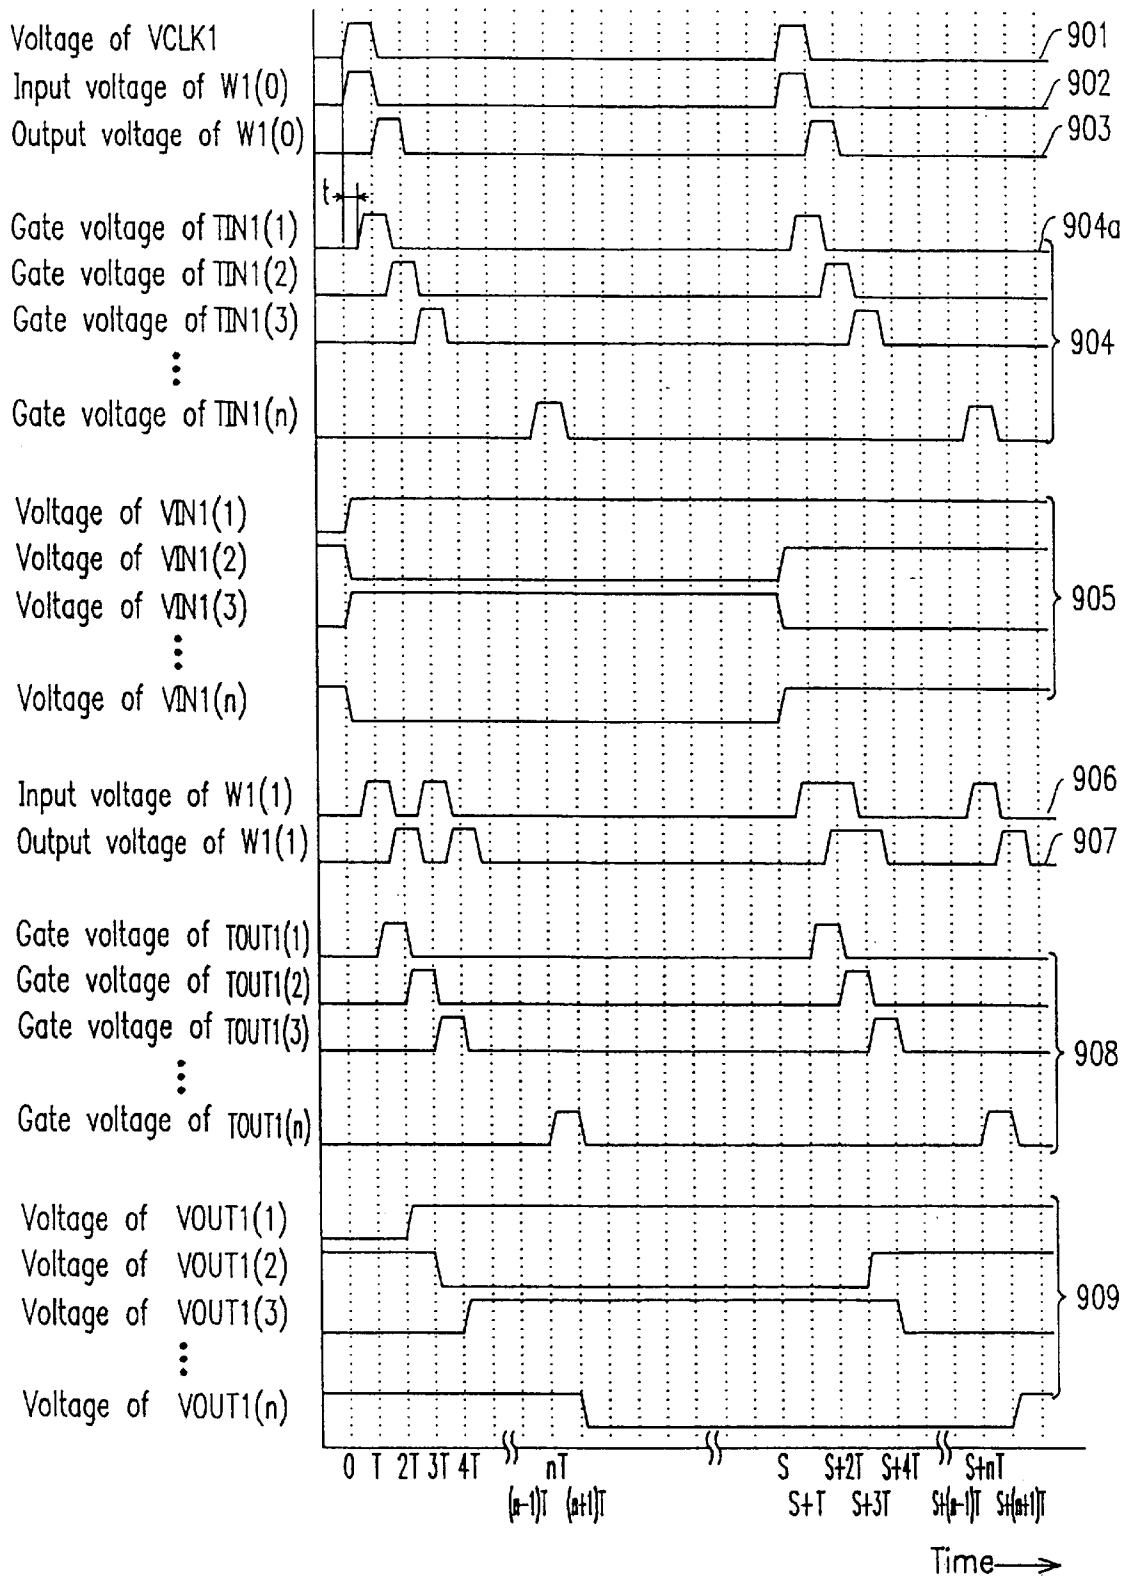 Voltage of VCLK1
901
Input voltage of W1(0)
902
Output voltage of W1(0)
903
t
Gate voltage of TIN1(1)
904a
Gate voltage of TIN1(2)
Gate voltage of TIN1(3)
904
Gate voltage of TIN1(n)
Voltage of VIN1(1)
Voltage of VIN1(2)
Voltage of VIN1(3)
905
Voltage of VIN1(n)
Input voltage of W1(1)
906
Output voltage of W1(1)
907
Gate voltage of TOUT1(1)
Gate voltage of TOUT1(2)
Gate voltage of TOUT1(3)
908
Gate voltage of TOUT1(n)
Voltage of VOUT1(1)
Voltage of VOUT1(2)
Voltage of VOUT1(3)
909
Voltage of VOUT1(n)
0 T 2T 3T 4T nT S S+2T S+4T S+nT
(n-1)T (n+1)T S+T S+3T S+(n-1)T S+(n+1)T
Time